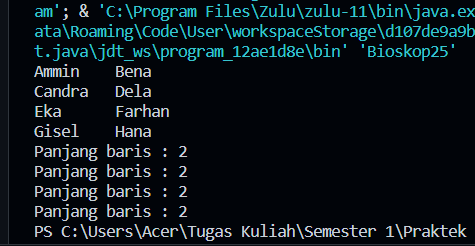 am'; & 'C:\Program Files\Zulu\zulu-11\bin\java.ex
ata\Roaming\Code\User\workspaceStorage\d107de9a9b
t.java\jdt_ws\program_12ae1d8e\bin' 'Bioskop25'
Ammin Bena
Candra Dela
Eka Farhan
Gisel Hana
Panjang baris : 2
Panjang baris : 2
Panjang baris : 2
Panjang baris : 2
PS C:\Users\Acer\Tugas Kuliah\Semester 1\Praktek